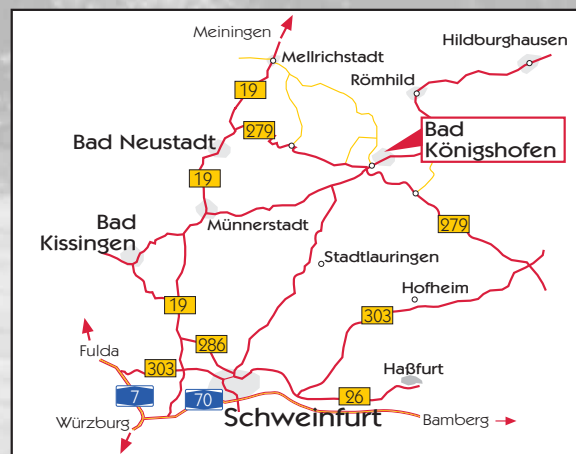 Meiningen
Hildburghausen
Mellrichstadt
Römhild
19
279
Bad
Königshofen
Bad Neustadt
19
Münnerstadt
279
Bad
Kissingen
Stadtlauringen
Hofheim
19
303
286
Fulda
303
Haßfurt
7
70
26
Schweinfurt
Würzburg
Bamberg